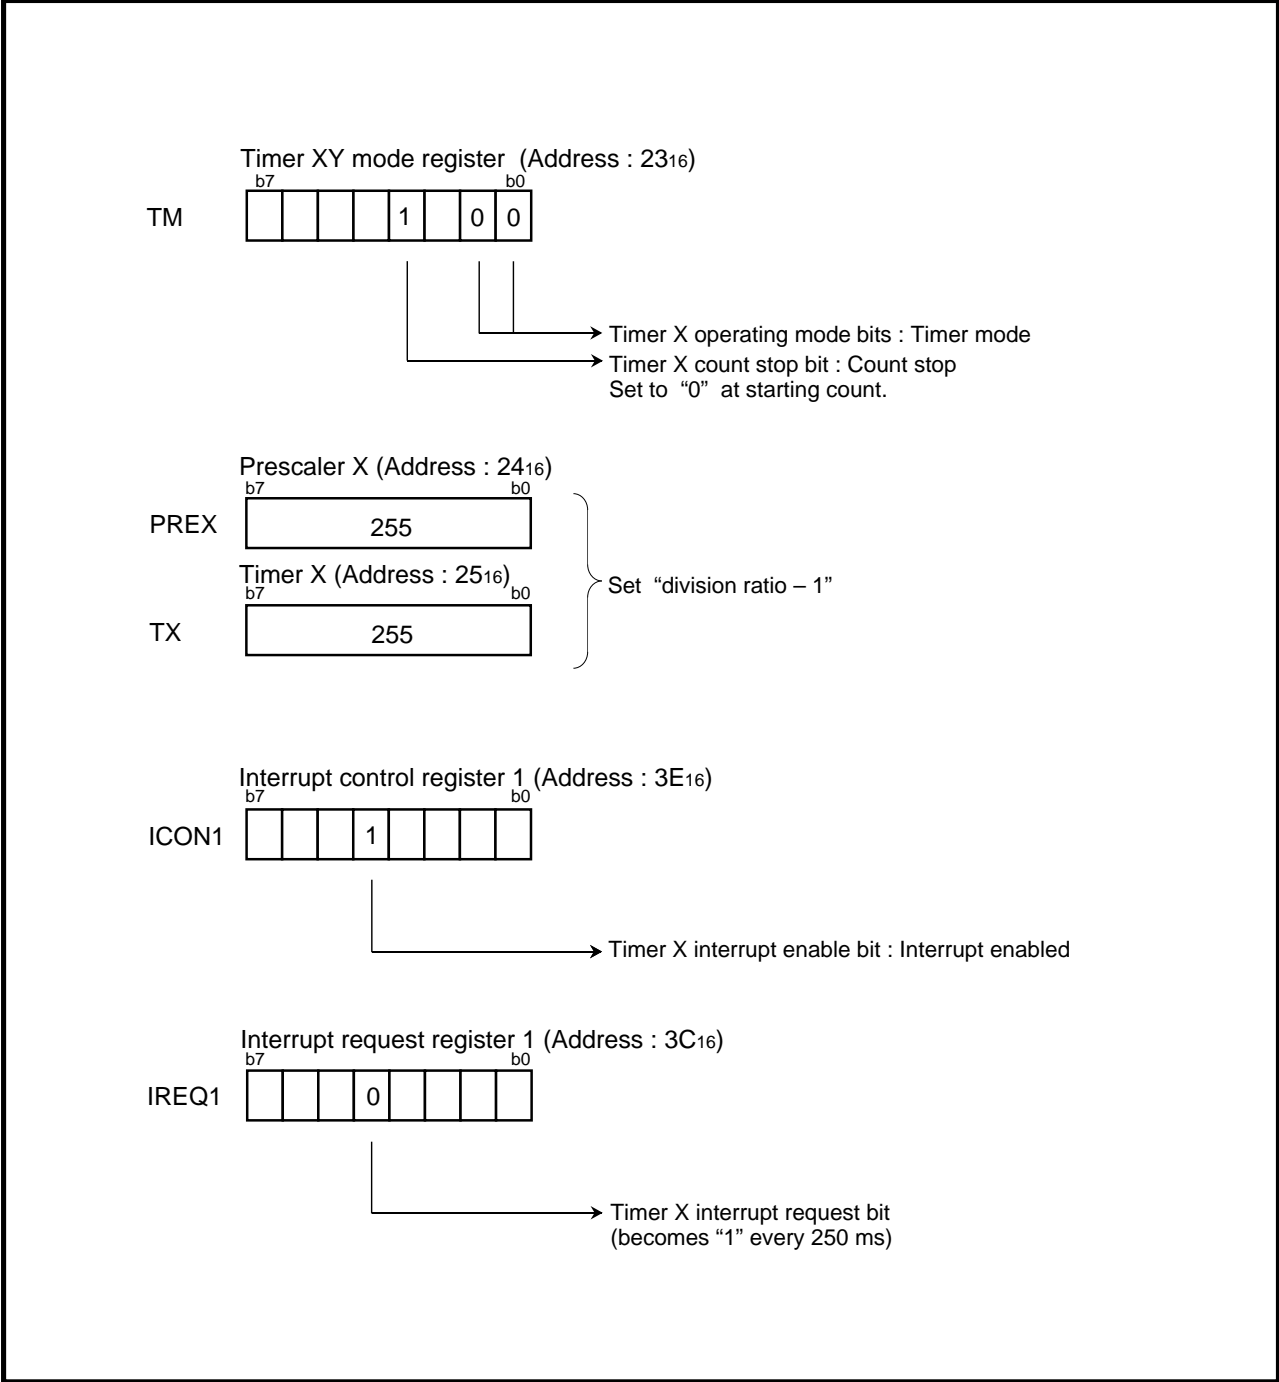 Timer XY mode register (Address : 2316)
b7 b0
TM 1 0 0
Timer X operating mode bits : Timer mode
Timer X count stop bit : Count stop
Set to “0” at starting count.
Prescaler X (Address : 2416)
b7 b0
PREX 255
Timer X (Address : 2516)
b7 b0
Set “division ratio – 1”
TX 255
Interrupt control register 1 (Address : 3E16)
b7 b0
ICON1 1
Timer X interrupt enable bit : Interrupt enabled
Interrupt request register 1 (Address : 3C16)
b7 b0
IREQ1 0
Timer X interrupt request bit
(becomes “1” every 250 ms)